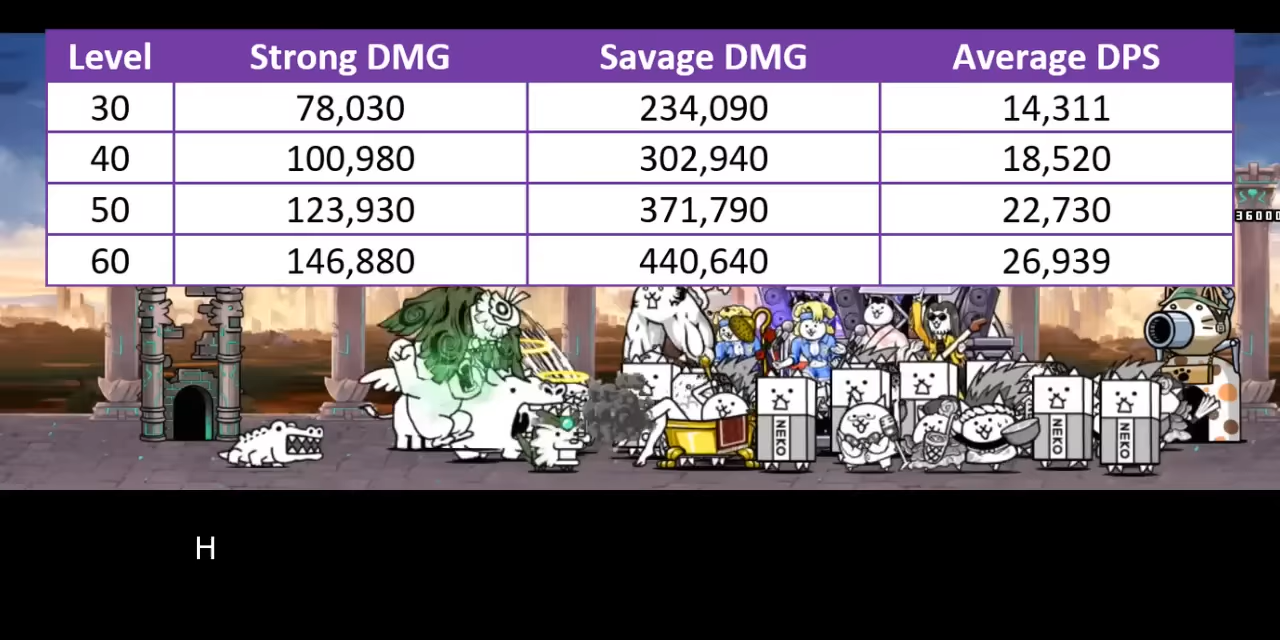 Level Strong DMG Savage DMG Average DPS
30 78,030 234,090 14,311
40 100,980 302,940 18,520
50 123,930 371,790 22,730
60 146,880 440,640 26,939
36000
NEKO
NEKO
NEKO
H